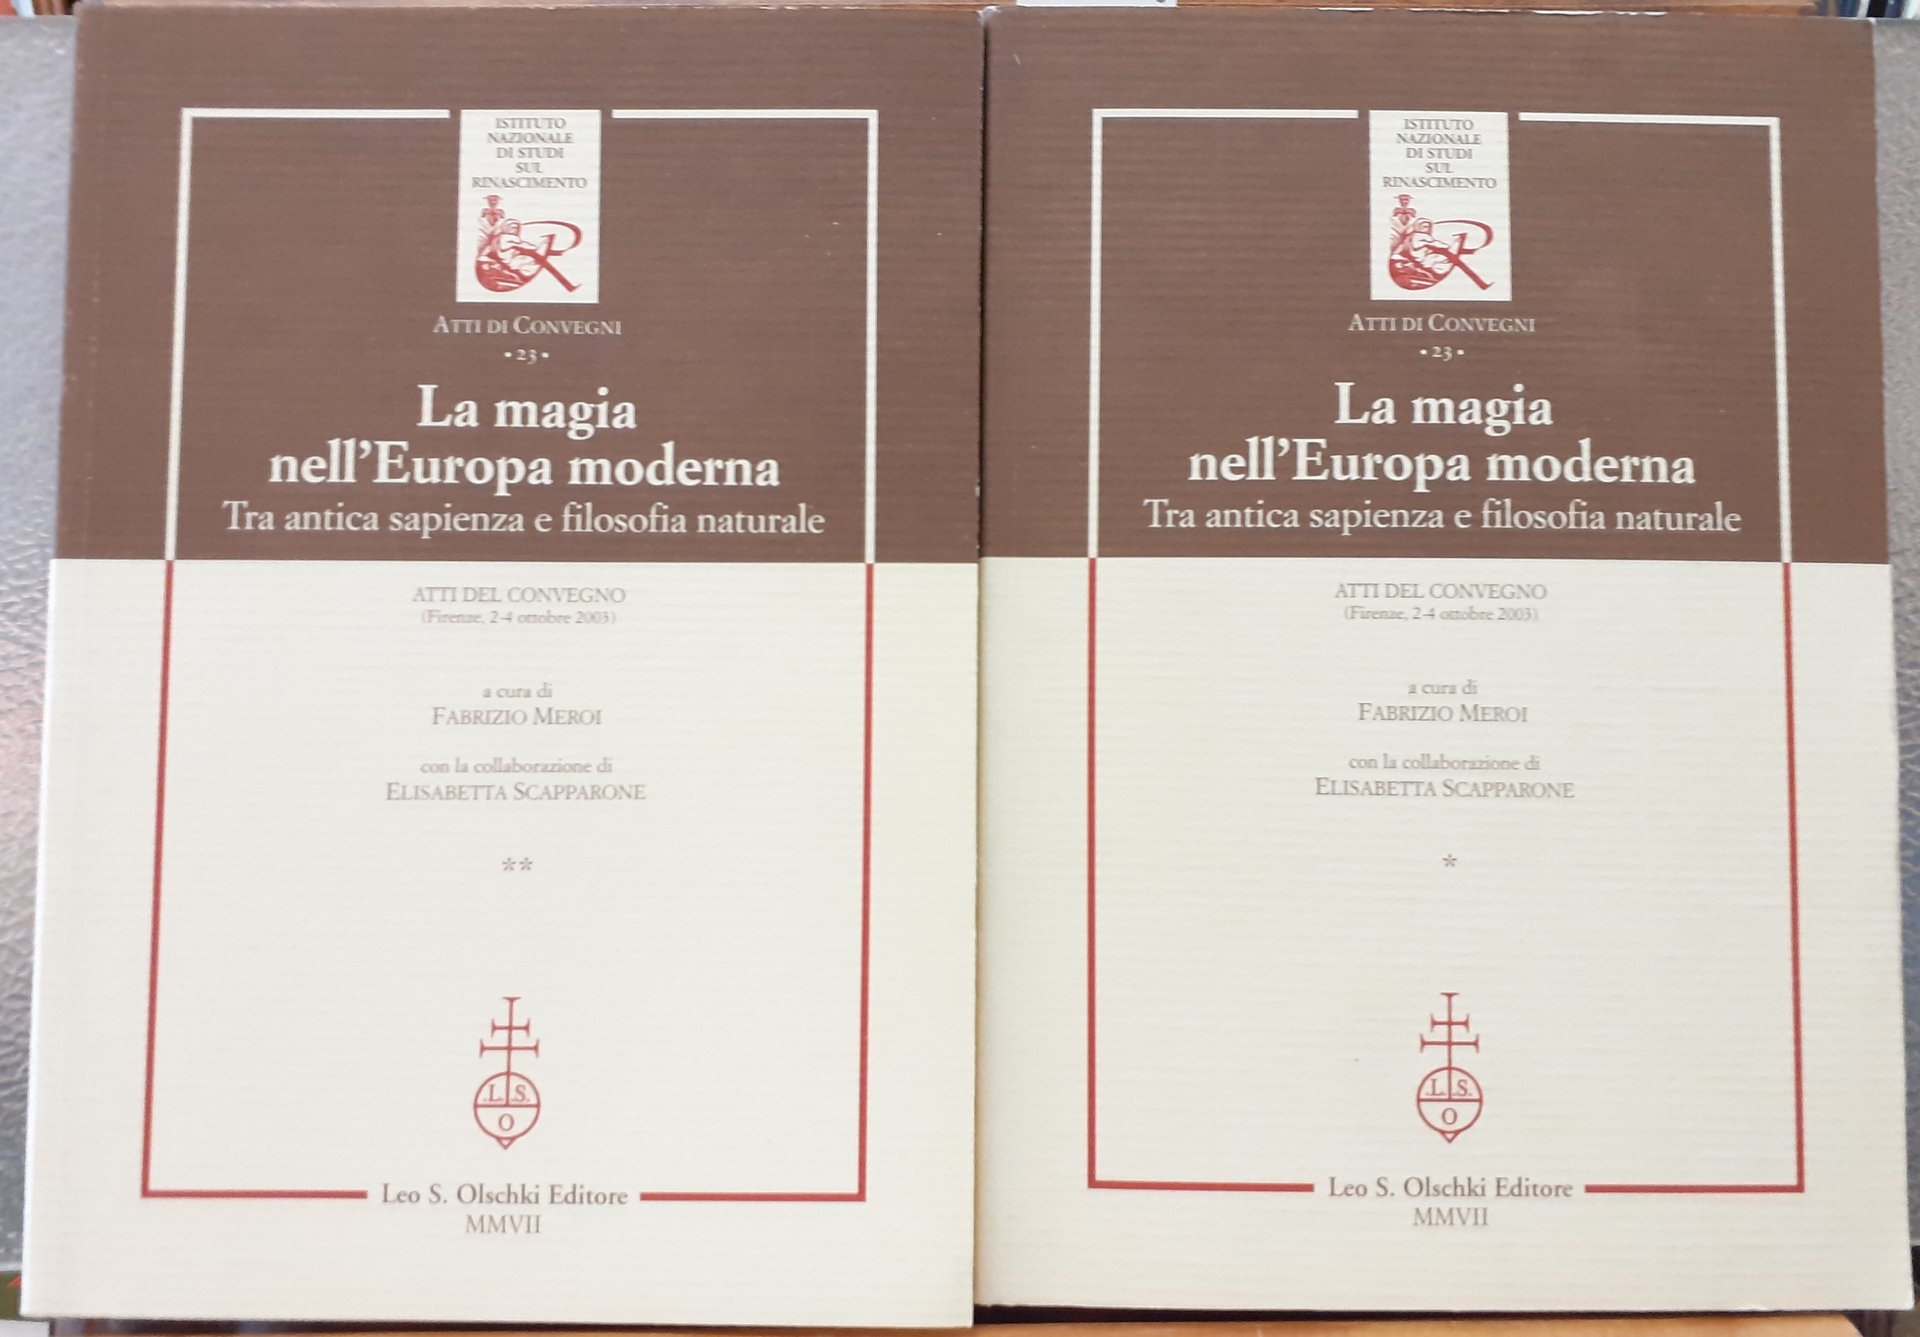 ISTITUTO
NAZIONALE
DI STUDI
SUL
RINASCIMENTO
R
ATTI DI CONVEGNI
• 23 •
La magia
nell'Europa moderna
Tra antica sapienza e filosofia naturale
ATTI DEL CONVEGNO
(Firenze, 2-4 ottobre 2003)
a cura di
FABRIZIO MEROI
con la collaborazione di
ELISABETTA SCAPPARONE
**
.L. S.
O
Leo S. Olschki Editore
MMVII
ISTITUTO
NAZIONALE
DI STUDI
SUL
RINASCIMENTO
R
ATTI DI CONVEGNI
• 23 •
La magia
nell'Europa moderna
Tra antica sapienza e filosofia naturale
ATTI DEL CONVEGNO
(Firenze, 2-4 ottobre 2003)
a cura di
FABRIZIO MEROI
con la collaborazione di
ELISABETTA SCAPPARONE
*
.L. S.
O
Leo S. Olschki Editore
MMVII